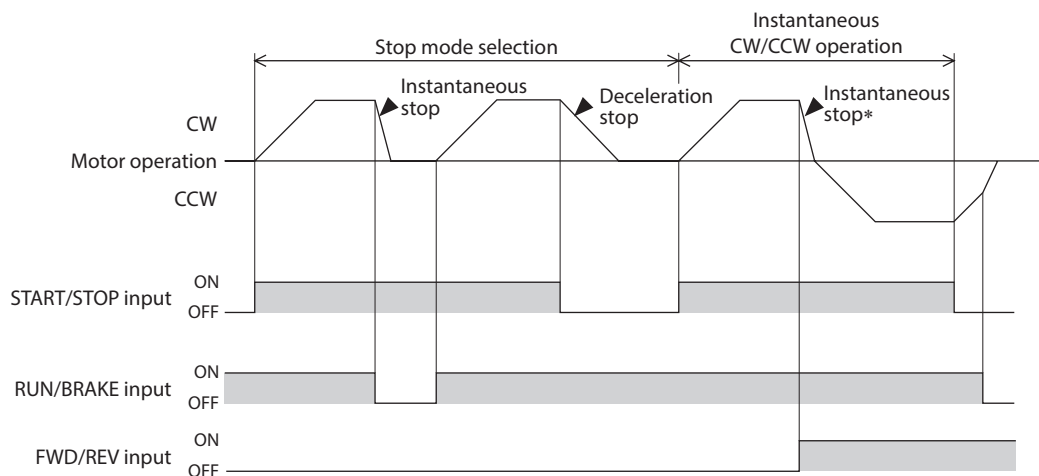 Instantaneous
CW/CCW operation
Stop mode selection
Instantaneous
stop
Deceleration
stop
Instantaneous
stop*
CW
Motor operation
CCW
START/STOP input
ON
OFF
RUN/BRAKE input
ON
OFF
FWD/REV input
ON
OFF